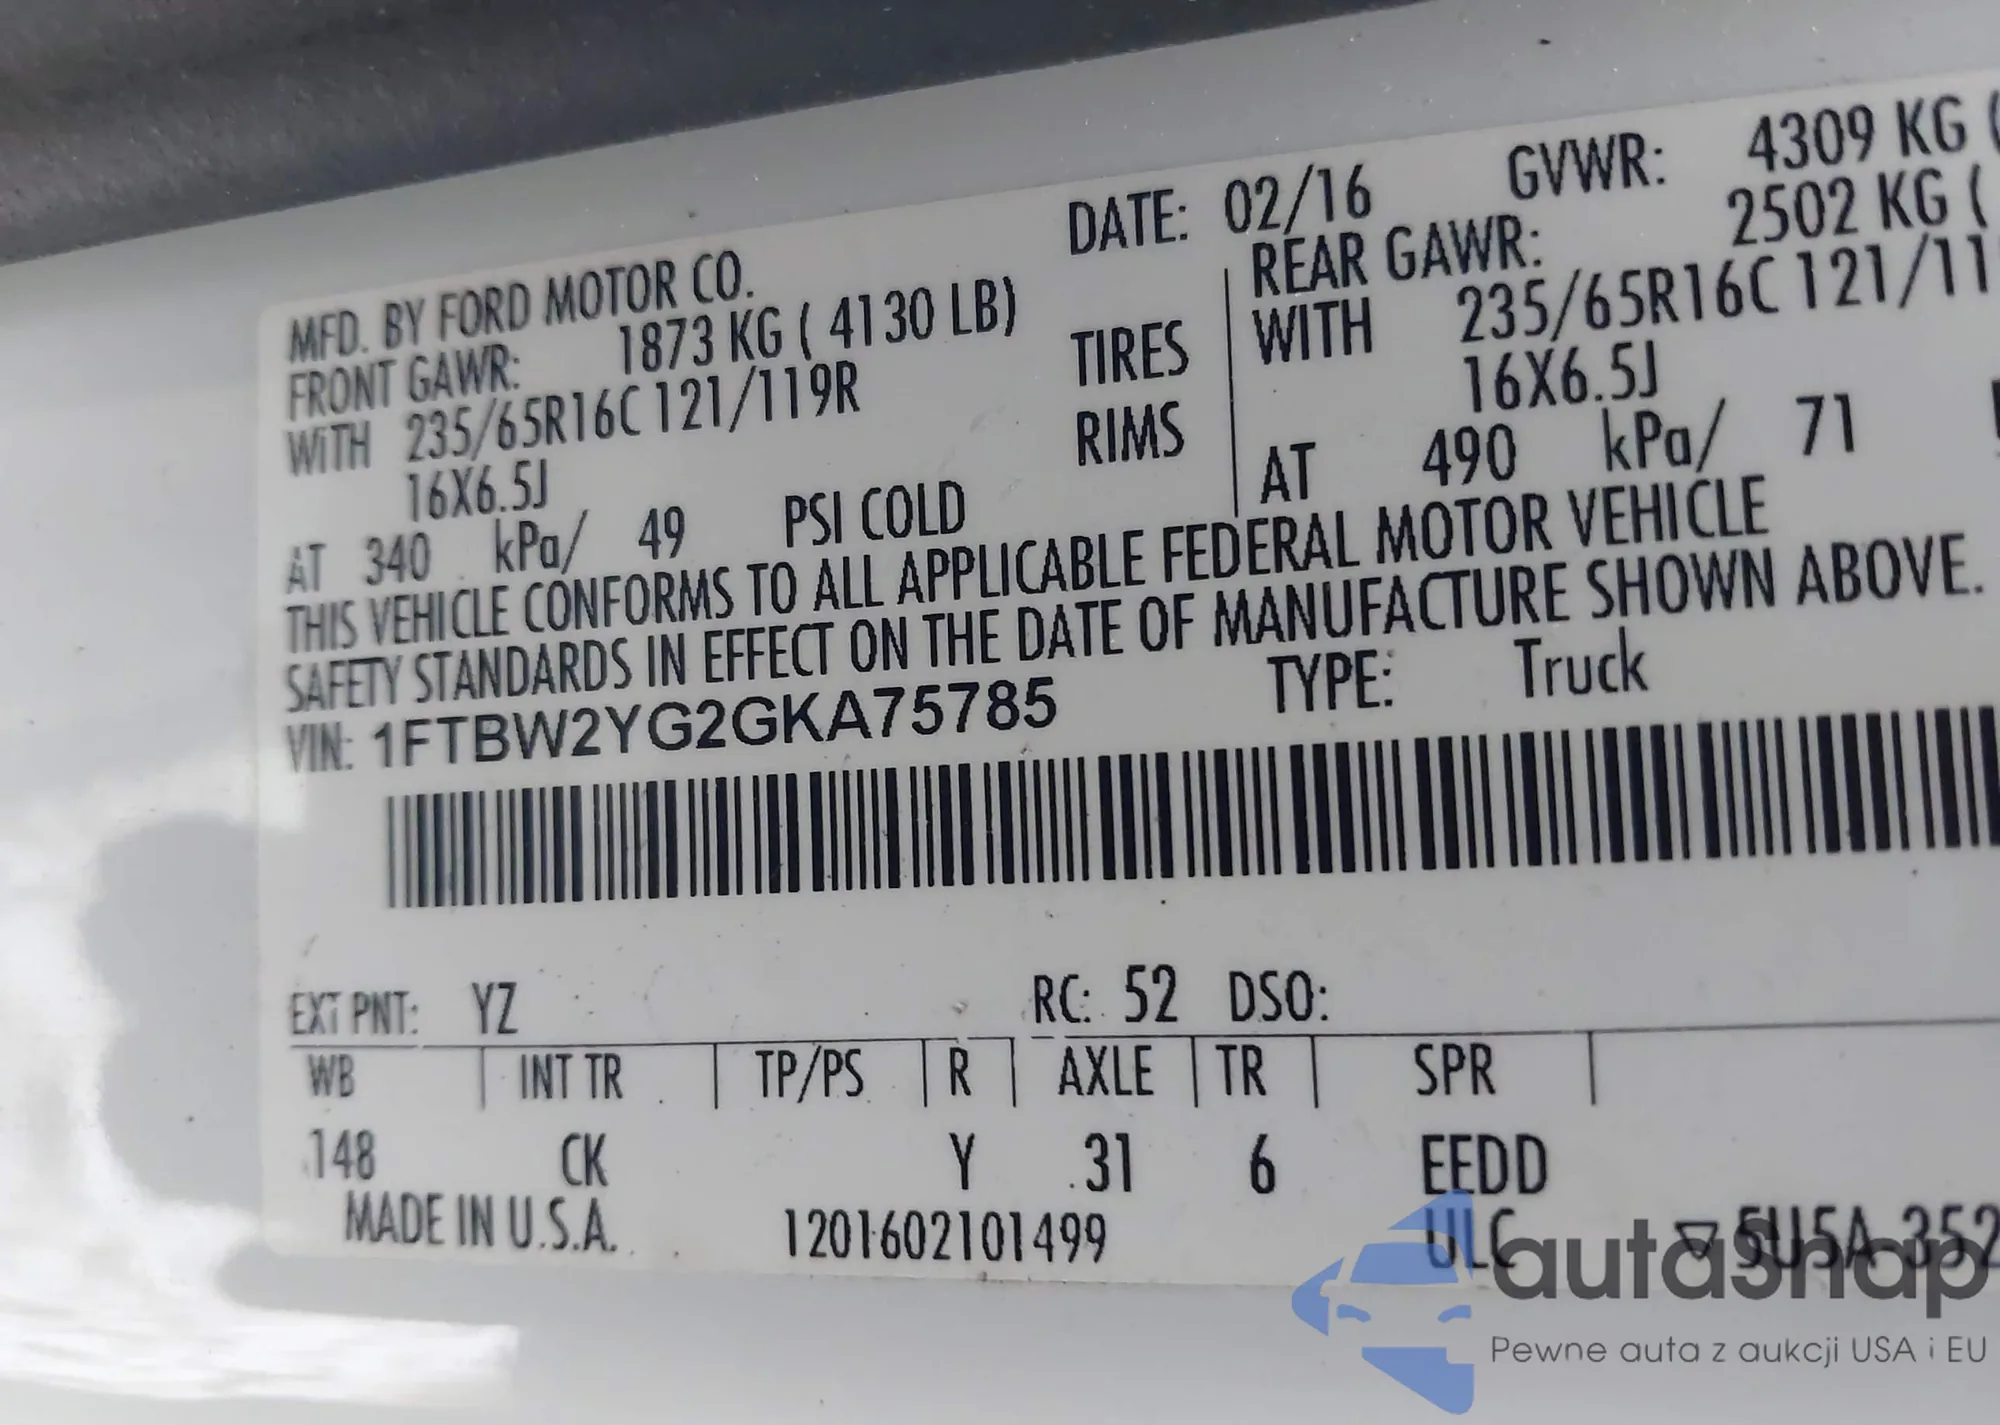 MFD. BY FORD MOTOR CO. DATE: 02/16 GVWR: 4309 KG (
FRONT GAWR: 1873 KG ( 4130 LB) REAR GAWR: 2502 KG (
WITH 235/65R16C 121/119R TIRES WITH 235/65R16C 121/11
16X6.5J RIMS 16X6.5J
AT 340 kPa/ 49 PSI COLD AT 490 kPa/ 71
THIS VEHICLE CONFORMS TO ALL APPLICABLE FEDERAL MOTOR VEHICLE
SAFETY STANDARDS IN EFFECT ON THE DATE OF MANUFACTURE SHOWN ABOVE.
VIN: 1FTBW2YG2GKA75785 TYPE: Truck
EXT PNT: YZ RC: 52 DSO:
WB INT TR TP/PS R AXLE TR SPR
148 CK Y 31 6 EEDD
MADE IN U.S.A. 1201602101499 ULC 5U5A-352
autasnap
Pewne auta z aukcji USA i EU